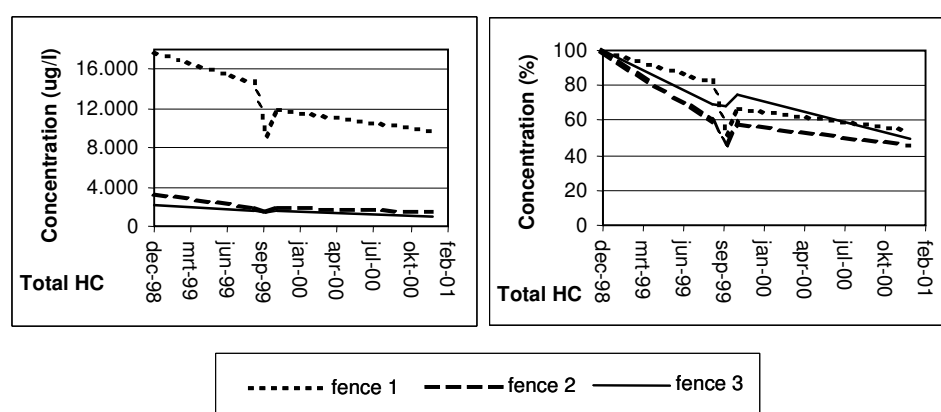 Concentration (ug/l)
16.000
12.000
8.000
4.000
0
dec-98
mrt-99
jun-99
sep-99
jan-00
apr-00
jul-00
okt-00
feb-01
Total HC
Concentration (%)
100
80
60
40
20
0
dec-98
mrt-99
jun-99
sep-99
jan-00
apr-00
jul-00
okt-00
feb-01
Total HC
fence 1
fence 2
fence 3